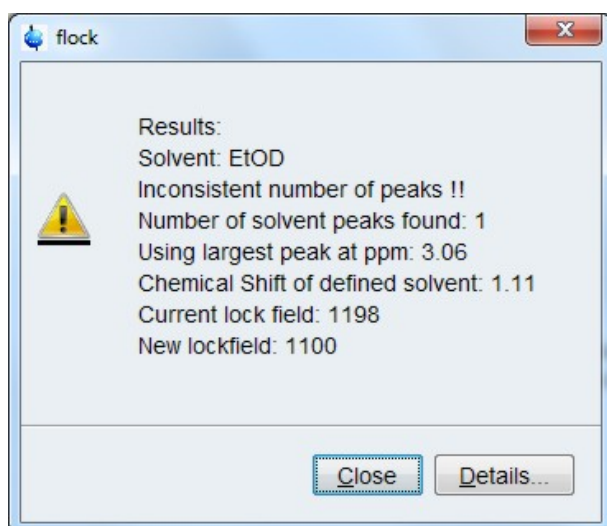 flock
Results:
Solvent: EtOD
Inconsistent number of peaks !!
Number of solvent peaks found: 1
Using largest peak at ppm: 3.06
Chemical Shift of defined solvent: 1.11
Current lock field: 1198
New lockfield: 1100
Close Details...